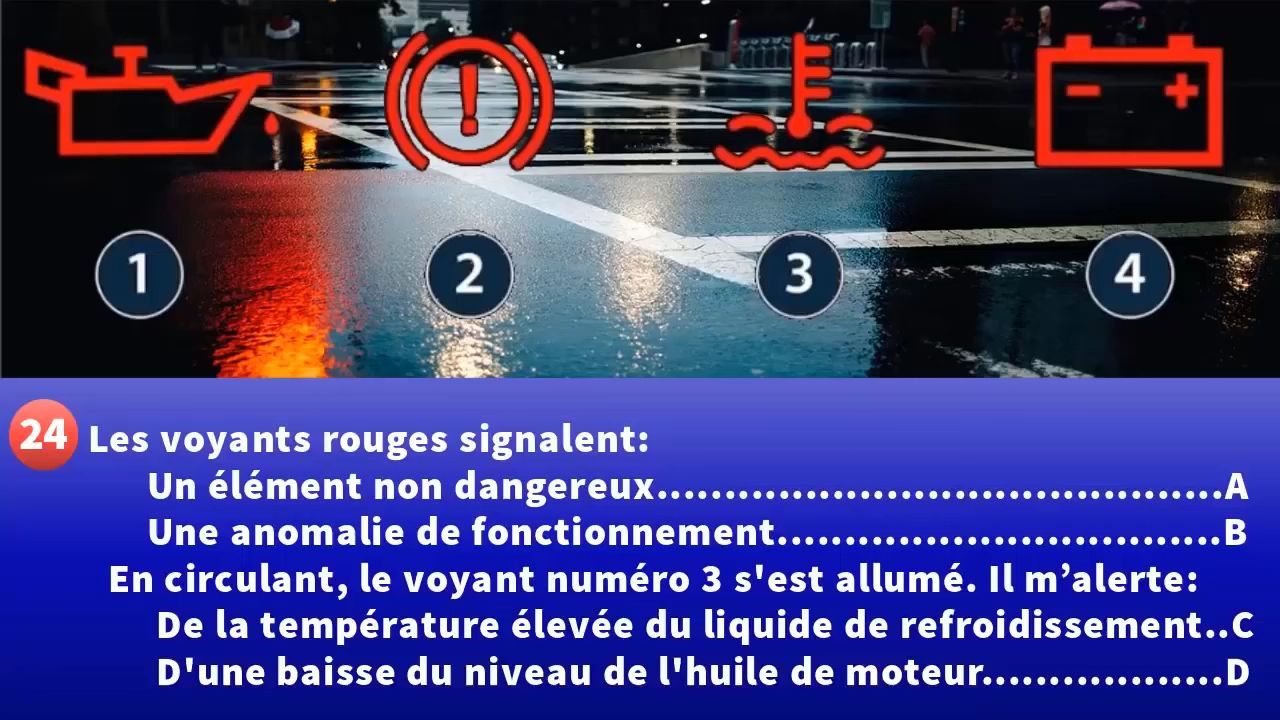 1
2
3
4
24 Les voyants rouges signalent:
Un élément non dangereux..........................................A
Une anomalie de fonctionnement.................................B
En circulant, le voyant numéro 3 s'est allumé. Il m’alerte:
De la température élevée du liquide de refroidissement..C
D'une baisse du niveau de l'huile de moteur..................D